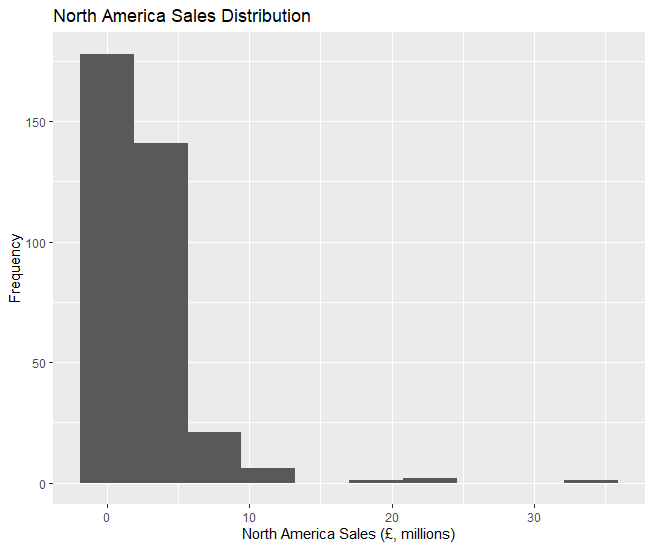 North America Sales Distribution
150
100
50
0
Frequency
0 10 20 30
North America Sales (£, millions)